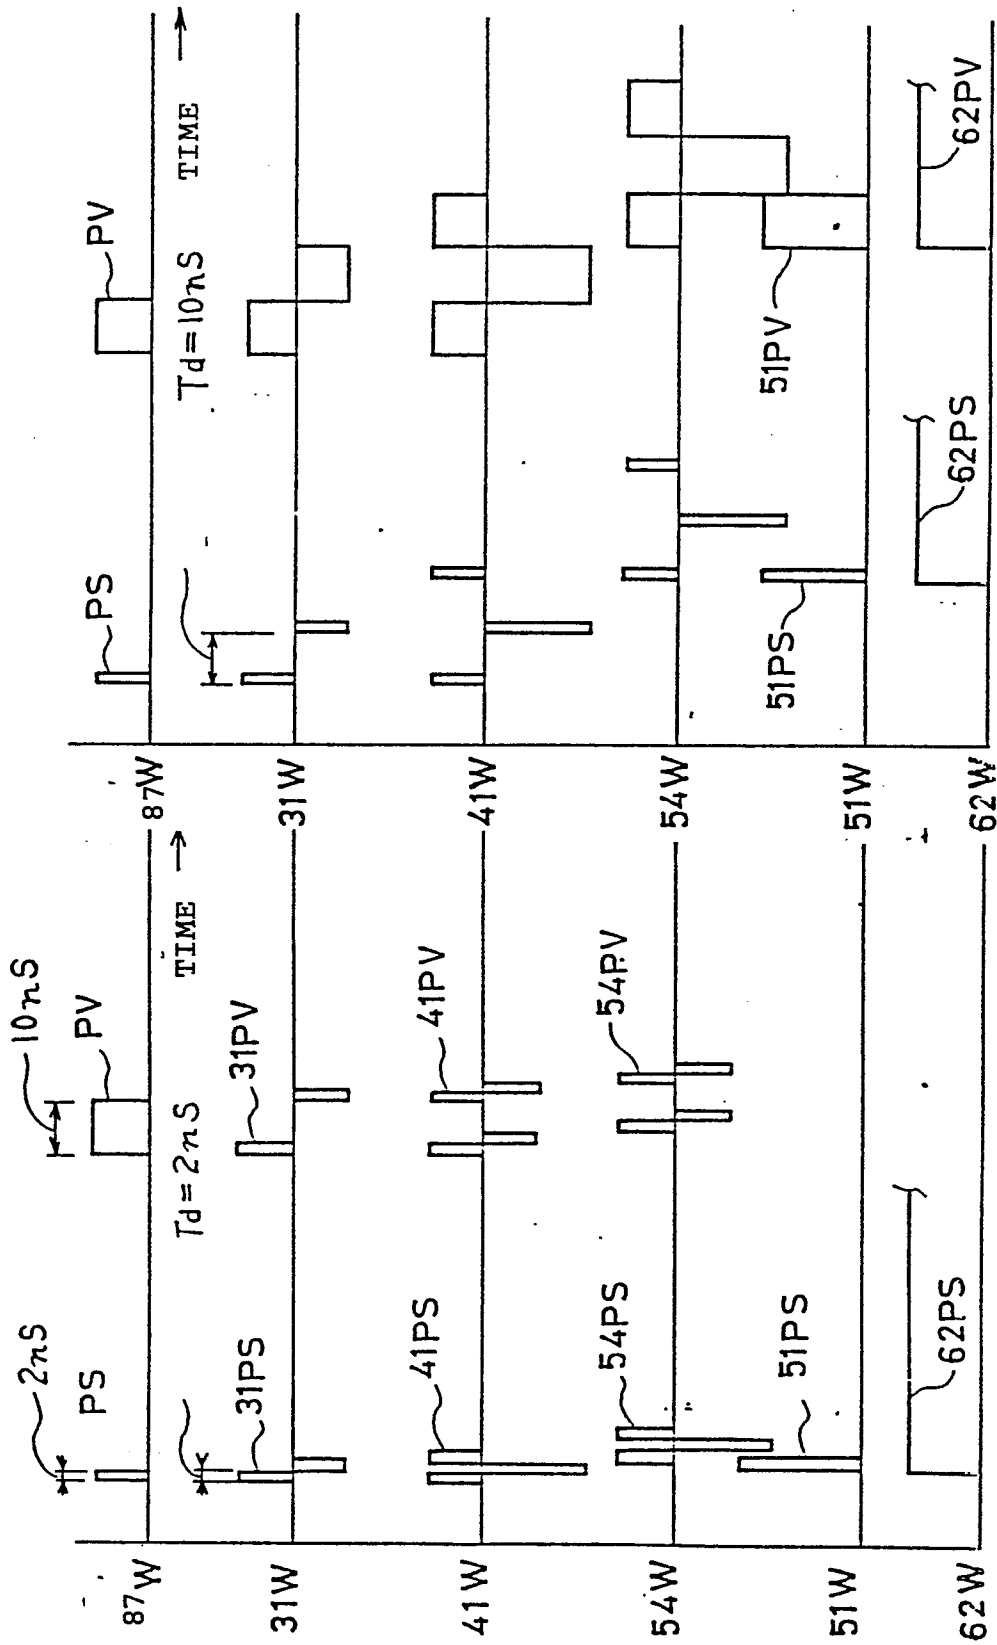 2nS
10nS
PS
PV
87W
Td=2nS
TIME →
31PS
31PV
31W
41PS
41PV
41W
54PS
54PV
54W
51PS
51W
62PS
62W
PS
PV
87W
Td=10nS
TIME →
31W
41W
54W
51PS
51PV
51W
62PS
62PV
62W